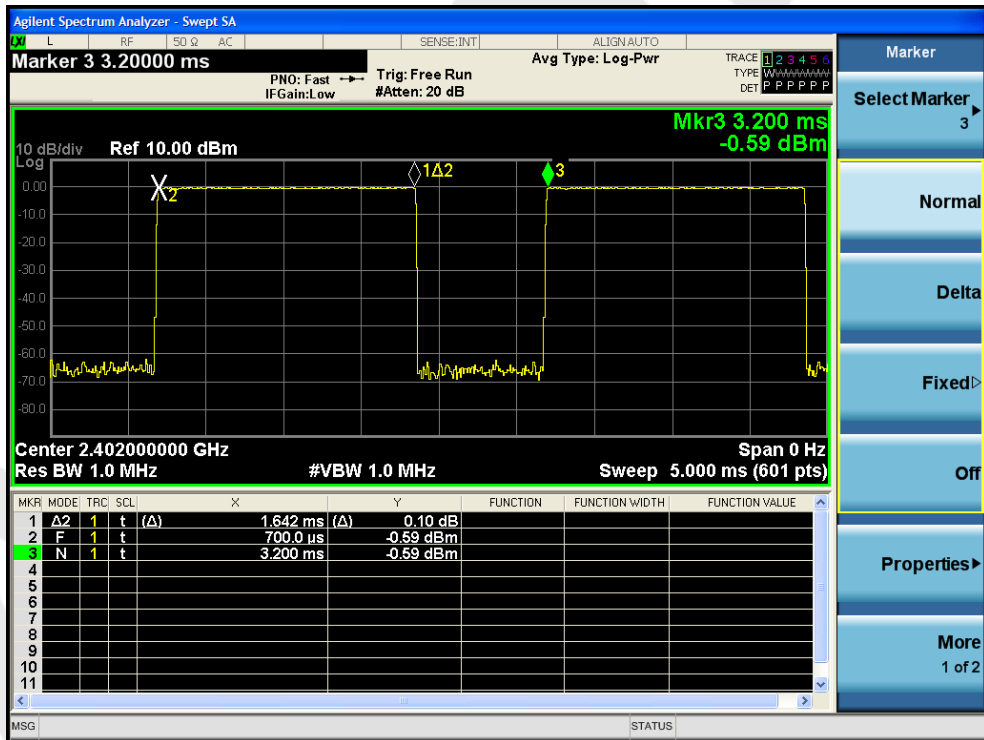 Agilent Spectrum Analyzer - Swept SA
LXI L RF 50 Ω AC SENSE:INT ALIGN AUTO
Marker 3 3.20000 ms
PNO: Fast
IFGain:Low
Trig: Free Run
#Atten: 20 dB
Avg Type: Log-Pwr
TRACE 1 2 3 4 5 6
TYPE W
DET P P P P P P
Mkr3 3.200 ms
-0.59 dBm
10 dB/div Ref 10.00 dBm
Log
0.00
-10.0
-20.0
-30.0
-40.0
-50.0
-60.0
-70.0
-80.0
X2
1Δ2
3
Center 2.402000000 GHz Span 0 Hz
Res BW 1.0 MHz #VBW 1.0 MHz Sweep 5.000 ms (601 pts)
MKR MODE TRC SCL X Y FUNCTION FUNCTION WIDTH FUNCTION VALUE
1 Δ2 1 t (Δ) 1.642 ms (Δ) 0.10 dB
2 F 1 t 700.0 µs -0.59 dBm
3 N 1 t 3.200 ms -0.59 dBm
4
5
6
7
8
9
10
11
MSG STATUS
Marker
Select Marker
3
Normal
Delta
Fixed
Off
Properties
More
1 of 2